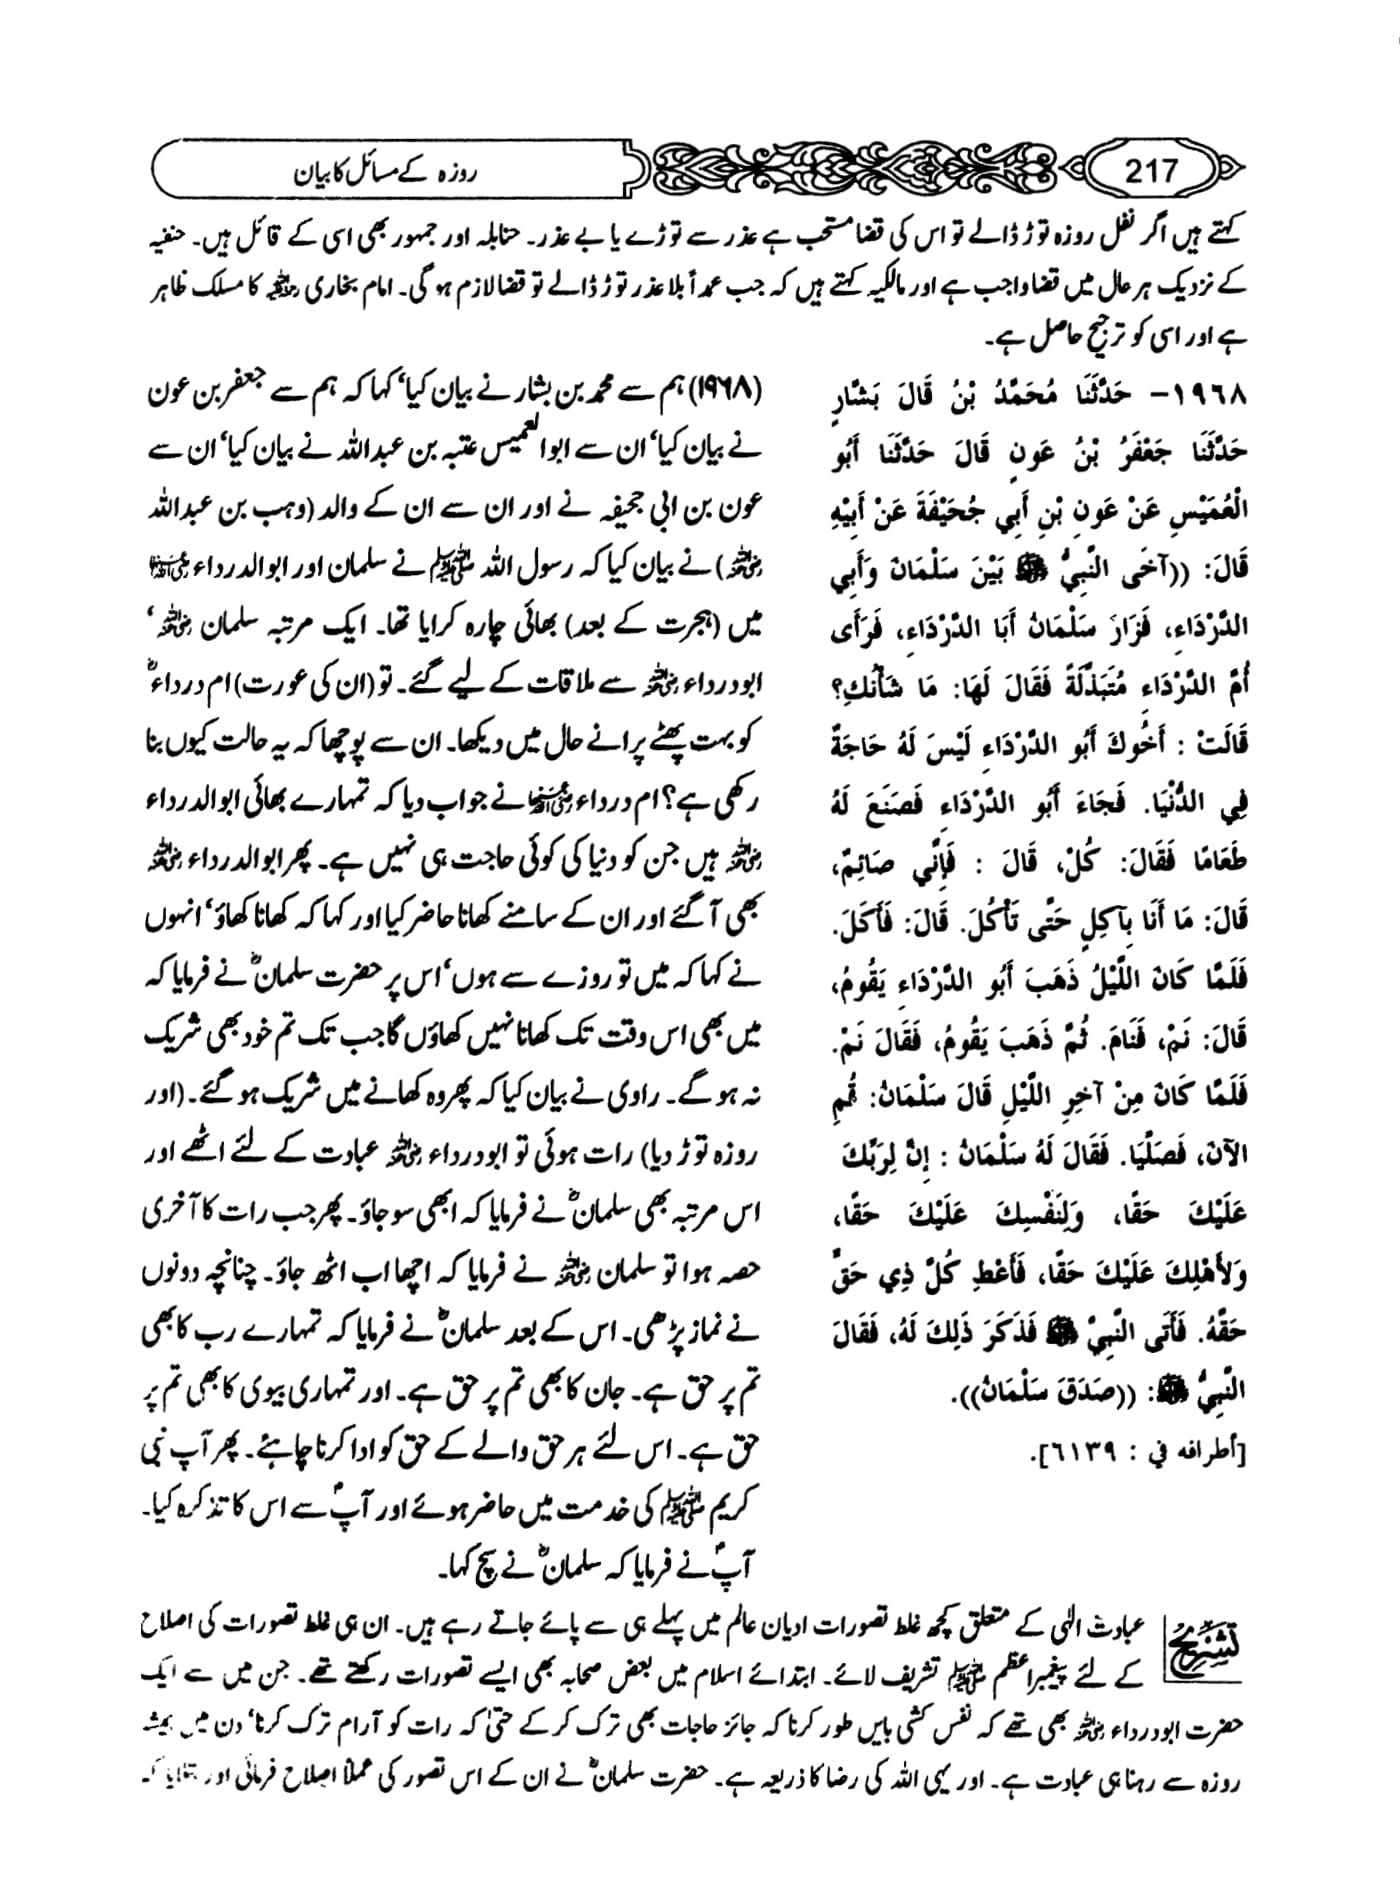 217
روزہ کے مسائل کا بیان
کہتے ہیں اگر نفل روزہ توڑ ڈالے تو اس کی قضا مستحب ہے عذر سے توڑے یا بے عذر۔ حنابلہ اور جمہور بھی اسی کے قائل ہیں۔ حنفیہ
کے نزدیک ہر حال میں قضا واجب ہے اور مالکیہ کہتے ہیں کہ جب عمداً بلا عذر توڑ ڈالے تو قضا لازم ہو گی۔ امام بخاری رحمہ اللہ کا مسلک ظاہر
ہے اور اسی کو ترجیح حاصل ہے۔
١٩٦٨- حَدَّثَنَا مُحَمَّدُ بْنُ قَالَ بَشَّارٍ
حَدَّثَنَا جَعْفَرُ بْنُ عَونٍ قَالَ حَدَّثَنَا أَبُو
الْعُمَيْسِ عَنْ عَونِ بْنِ أَبِي جُحَيْفَةَ عَنْ أَبِيْهِ
قَالَ: ((آخَى النَّبِيُّ ﷺ بَيْنَ سَلْمَانَ وَأَبِي
الدَّرْدَاءِ، فَزَارَ سَلْمَانُ أَبَا الدَّرْدَاءِ، فَرَأَى
أُمَّ الدَّرْدَاءِ مُتَبَذِّلَةً فَقَالَ لَهَا: مَا شَأْنُكِ؟
قَالَتْ : أَخُوكَ أَبُو الدَّرْدَاءِ لَيْسَ لَهُ حَاجَةٌ
فِي الدُّنْيَا. فَجَاءَ أَبُو الدَّرْدَاءِ فَصَنَعَ لَهُ
طَعَامًا فَقَالَ: كُلْ، قَالَ : فَإِنِّي صَائِمٌ،
قَالَ: مَا أَنَا بِآكِلٍ حَتَّى تَأْكُلَ. قَالَ: فَأَكَلَ.
فَلَمَّا كَانَ اللَّيْلُ ذَهَبَ أَبُو الدَّرْدَاءِ يَقُومُ،
قَالَ: نَمْ، فَنَامَ. ثُمَّ ذَهَبَ يَقُومُ، فَقَالَ نَمْ.
فَلَمَّا كَانَ مِنْ آخِرِ اللَّيْلِ قَالَ سَلْمَانُ: قُمِ
الآنَ، فَصَلَّيَا. فَقَالَ لَهُ سَلْمَانُ : إِنَّ لِرَبِّكَ
عَلَيْكَ حَقًّا، وَلِنَفْسِكَ عَلَيْكَ حَقًّا،
وَلأَهْلِكَ عَلَيْكَ حَقًّا، فَأَعْطِ كُلَّ ذِي حَقٍّ
حَقَّهُ. فَأَتَى النَّبِيَّ ﷺ فَذَكَرَ ذَلِكَ لَهُ، فَقَالَ
النَّبِيُّ ﷺ: ((صَدَقَ سَلْمَانُ)).
[أطرافه في : ٦١٣٩].
(۱۹۶۸) ہم سے محمد بن بشار نے بیان کیا‘ کہا کہ ہم سے جعفر بن عون
نے بیان کیا‘ ان سے ابو العمیس عتبہ بن عبداللہ نے بیان کیا‘ ان سے
عون بن ابی جحیفہ نے اور ان سے ان کے والد (وہب بن عبداللہ
رضی اللہ عنہ) نے بیان کیا کہ رسول اللہ ﷺ نے سلمان اور ابو الدرداء رضی اللہ عنہما
میں (ہجرت کے بعد) بھائی چارہ کرایا تھا۔ ایک مرتبہ سلمان رضی اللہ عنہ‘
ابودرداء رضی اللہ عنہ سے ملاقات کے لیے گئے۔ تو (ان کی عورت) ام درداءؓ
کو بہت پھٹے پرانے حال میں دیکھا۔ ان سے پوچھا کہ یہ حالت کیوں بنا
رکھی ہے؟ ام درداء رضی اللہ عنہا نے جواب دیا کہ تمہارے بھائی ابو الدرداء
رضی اللہ عنہ ہیں جن کو دنیا کی کوئی حاجت ہی نہیں ہے۔ پھر ابو الدرداء رضی اللہ عنہ
بھی آ گئے اور ان کے سامنے کھانا حاضر کیا اور کہا کہ کھانا کھاؤ‘ انہوں
نے کہا کہ میں تو روزے سے ہوں‘ اس پر حضرت سلمانؓ نے فرمایا کہ
میں بھی اس وقت تک کھانا نہیں کھاؤں گا جب تک تم خود بھی شریک
نہ ہو گے۔ راوی نے بیان کیا کہ پھر وہ کھانے میں شریک ہو گئے۔ (اور
روزہ توڑ دیا) رات ہوئی تو ابودرداء رضی اللہ عنہ عبادت کے لئے اٹھے اور
اس مرتبہ بھی سلمانؓ نے فرمایا کہ ابھی سو جاؤ۔ پھر جب رات کا آخری
حصہ ہوا تو سلمان رضی اللہ عنہ نے فرمایا کہ اچھا اب اٹھ جاؤ۔ چنانچہ دونوں
نے نماز پڑھی۔ اس کے بعد سلمانؓ نے فرمایا کہ تمہارے رب کا بھی
تم پر حق ہے۔ جان کا بھی تم پر حق ہے۔ اور تمہاری بیوی کا بھی تم پر
حق ہے۔ اس لئے ہر حق والے کے حق کو ادا کرنا چاہئے۔ پھر آپ نبی
کریم ﷺ کی خدمت میں حاضر ہوئے اور آپؐ سے اس کا تذکرہ کیا۔
آپؐ نے فرمایا کہ سلمانؓ نے سچ کہا۔
تشریح عبادت الٰہی کے متعلق کچھ غلط تصورات ادیان عالم میں پہلے ہی سے پائے جاتے رہے ہیں۔ ان ہی غلط تصورات کی اصلاح
کے لئے پیغمبر اعظم ﷺ تشریف لائے۔ ابتدائے اسلام میں بعض صحابہ بھی ایسے تصورات رکھتے تھے۔ جن میں سے ایک
حضرت ابودرداء رضی اللہ عنہ بھی تھے کہ نفس کشی بایں طور کرنا کہ جائز حاجات بھی ترک کر کے حتیٰ کہ رات کو آرام ترک کرنا‘ دن میں ہمیشہ
روزہ سے رہنا ہی عبادت ہے۔ اور یہی اللہ کی رضا کا ذریعہ ہے۔ حضرت سلمانؓ نے ان کے اس تصور کی عملاً اصلاح فرمائی اور بتلایا کہ